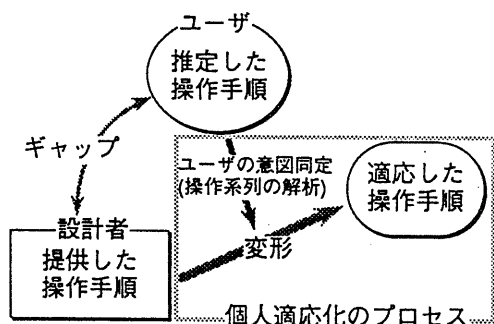 ユーザ
推定した
操作手順
ギャップ
ユーザの意図同定
(操作系列の解析)
適応した
操作手順
変形
設計者
提供した
操作手順
個人適応化のプロセス